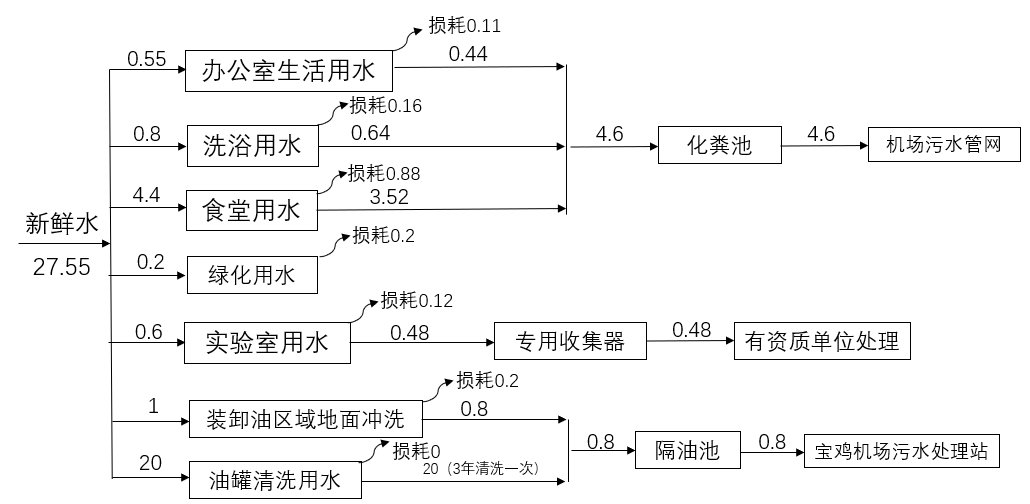 损耗0.11
0.55
办公室生活用水
0.44
损耗0.16
0.8
洗浴用水
0.64
4.6
化粪池
4.6
机场污水管网
损耗0.88
4.4
食堂用水
3.52
新鲜水
27.55
损耗0.2
0.2
绿化用水
损耗0.12
0.6
实验室用水
0.48
专用收集器
0.48
有资质单位处理
损耗0.2
1
装卸油区域地面冲洗
0.8
损耗0
20
油罐清洗用水
20（3年清洗一次）
0.8
隔油池
0.8
宝鸡机场污水处理站